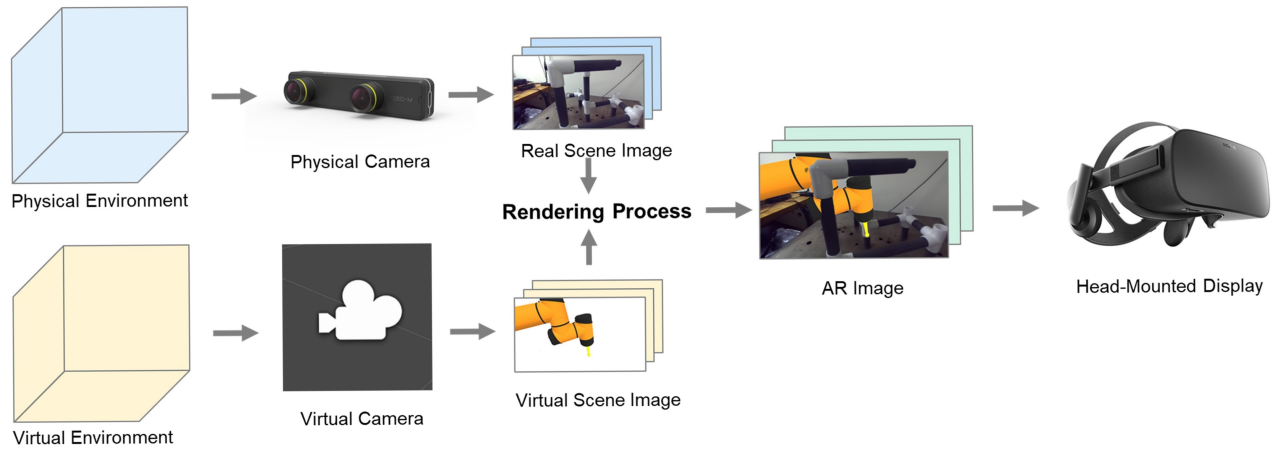 Physical Environment
Physical Camera
Real Scene Image
Rendering Process
AR Image
Head-Mounted Display
Virtual Environment
Virtual Camera
Virtual Scene Image